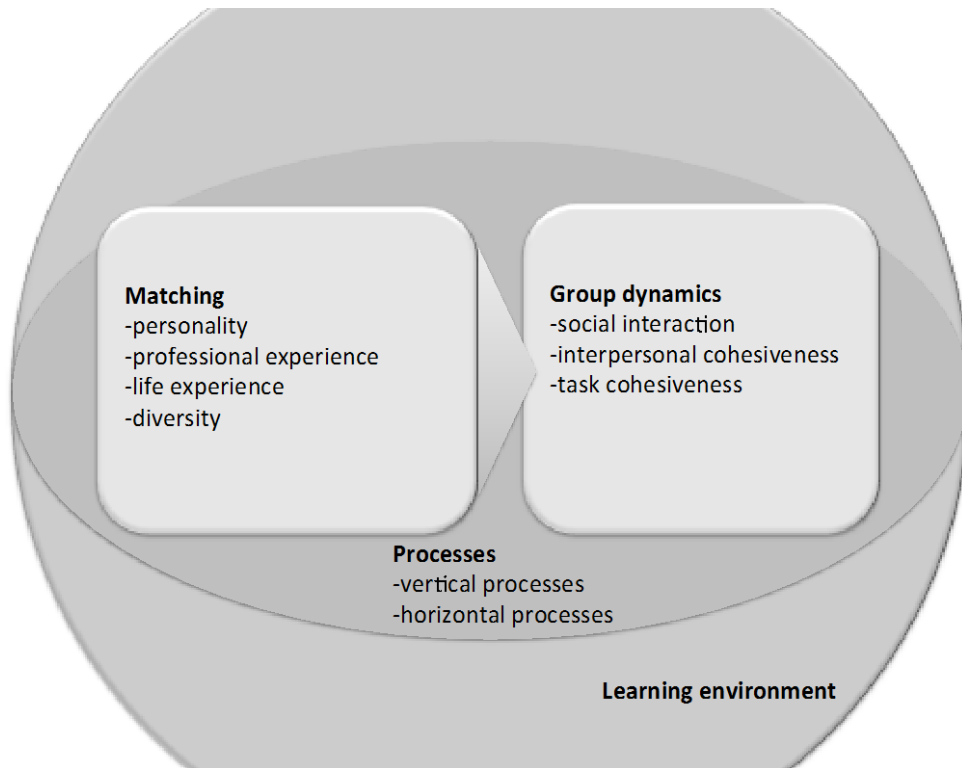 Matching
-personality
-professional experience
-life experience
-diversity
Group dynamics
-social interaction
-interpersonal cohesiveness
-task cohesiveness
Processes
-vertical processes
-horizontal processes
Learning environment